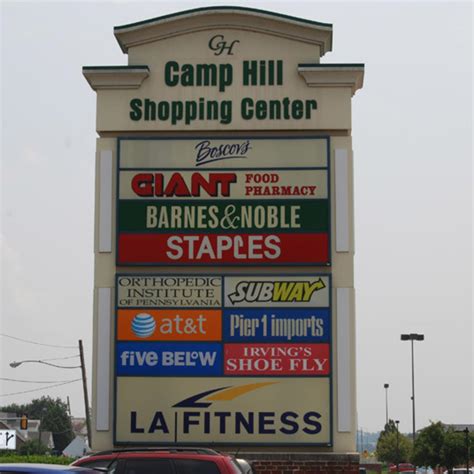 CH
Camp Hill
Shopping Center
Boscov's
GIANT FOOD
PHARMACY
BARNES & NOBLE
STAPLES
ORTHOPEDIC
INSTITUTE
OF PENNSYLVANIA
SUBWAY
at&t
Pier 1 imports
five BELOW
IRVING'S
SHOE FLY
LA FITNESS